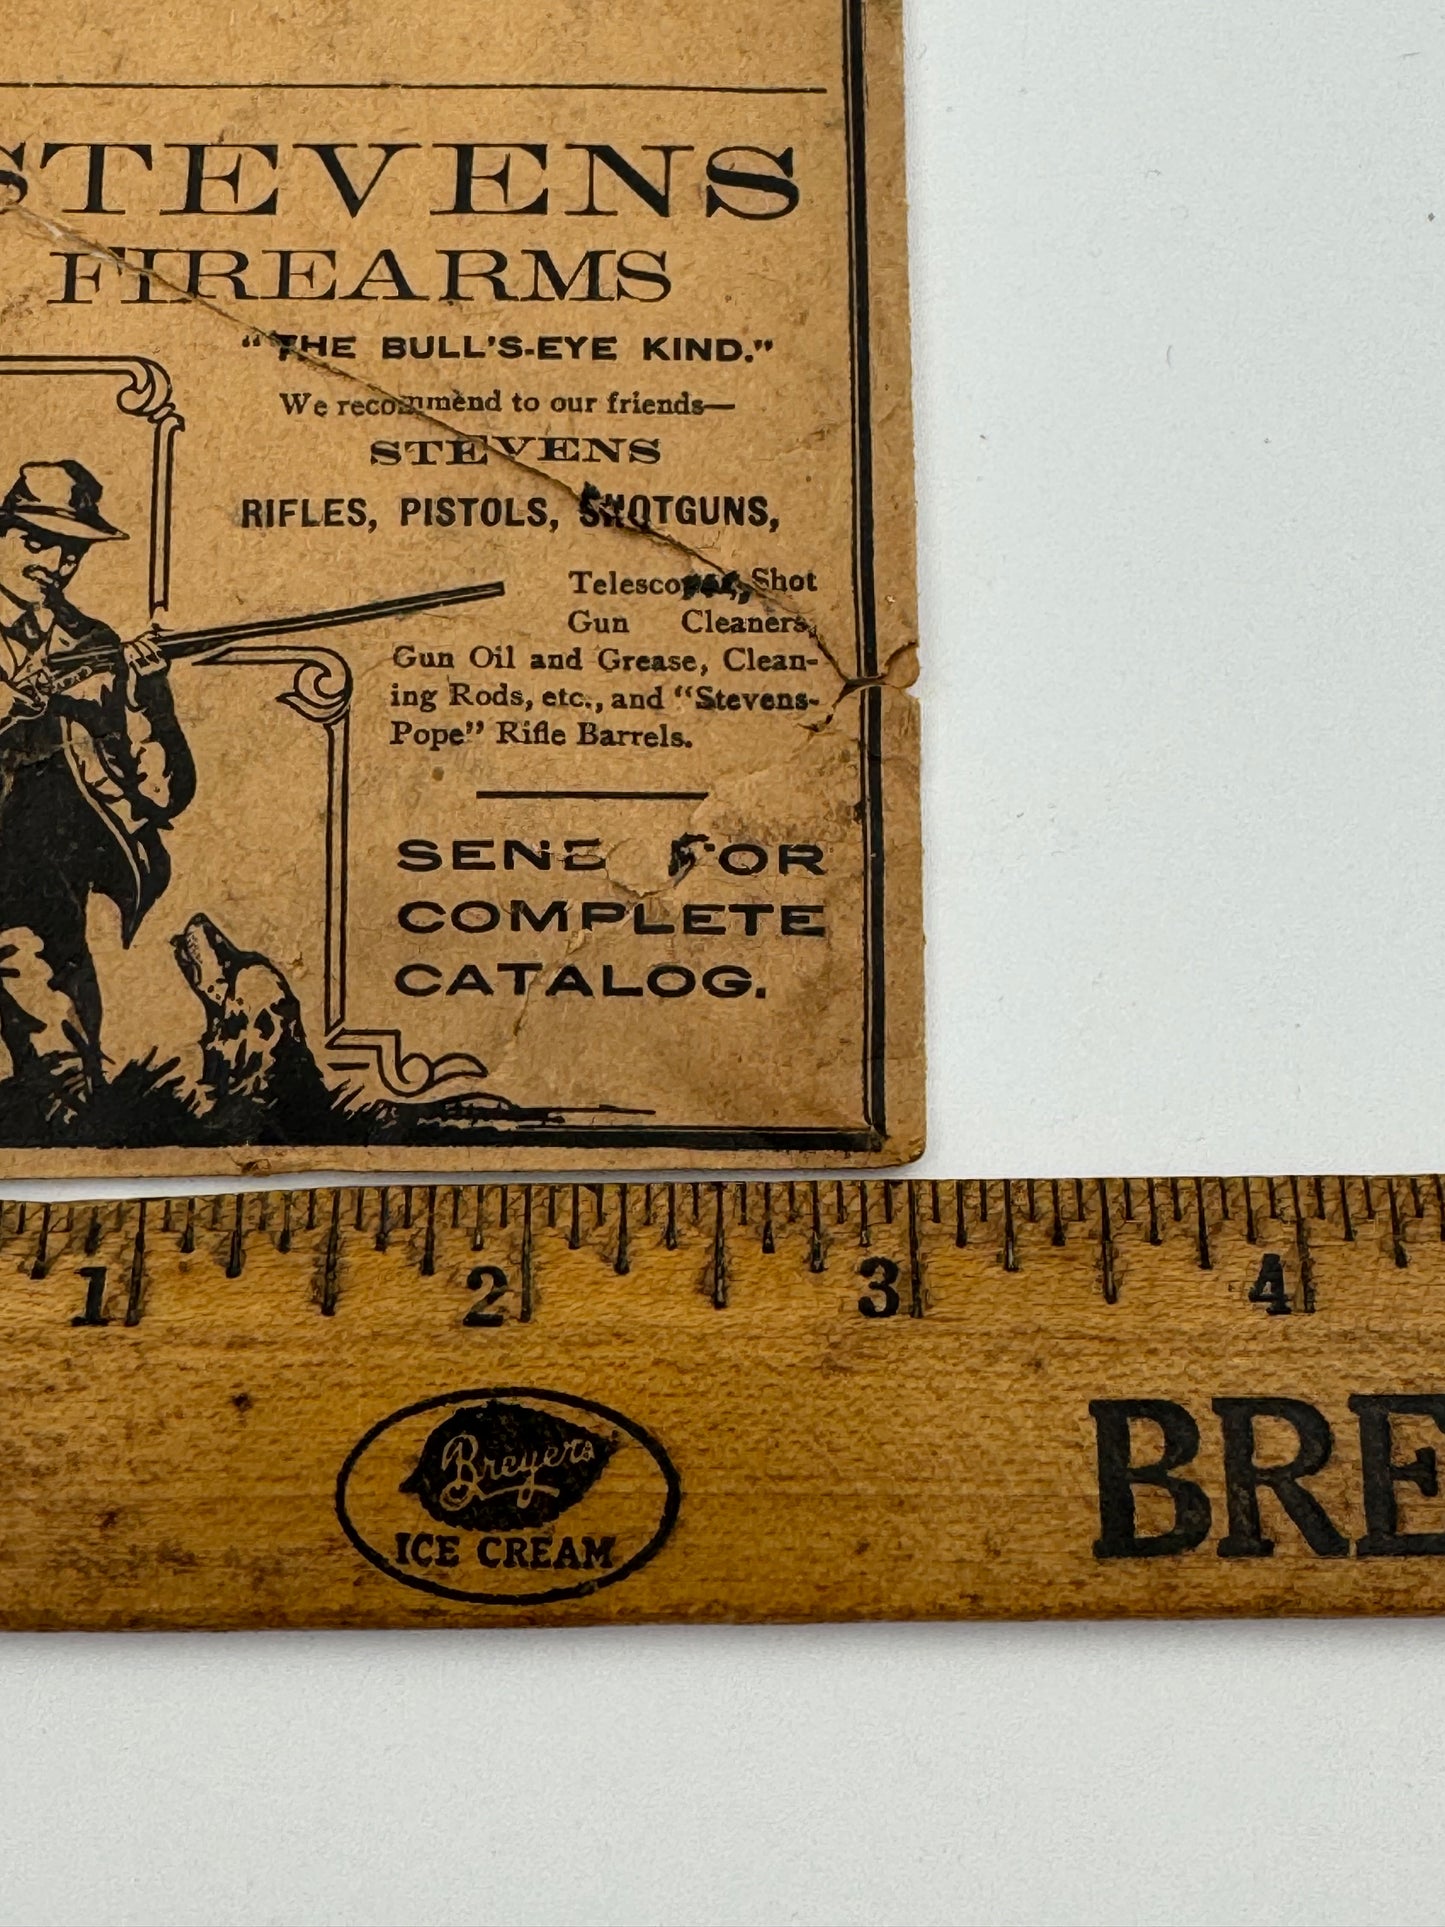 STEVENS
FIREARMS
"THE BULL'S-EYE KIND."
We recommend to our friends—
STEVENS
RIFLES, PISTOLS, SHOTGUNS,
Shot
Gun Cleaners,
Gun Oil and Grease, Clean-
ing Rods, etc., and "Stevens-
Pope" Rifle Barrels.
SEND FOR
COMPLETE
CATALOG.
1 2 3 4
Breyers
ICE CREAM
BRE